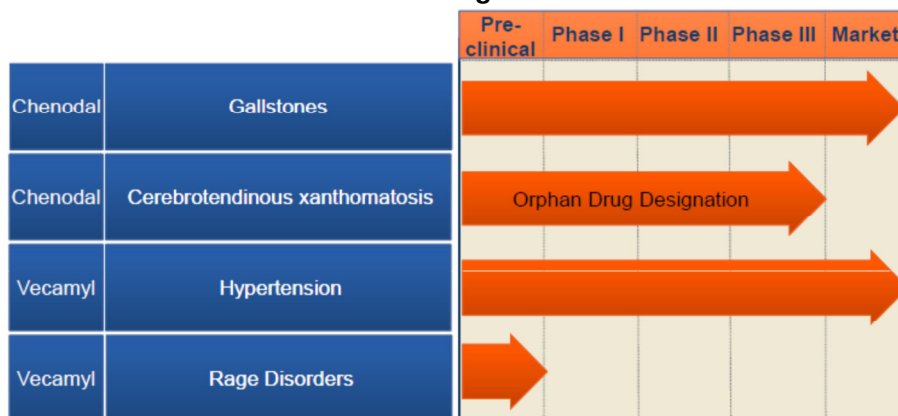 Pre-
clinical Phase I Phase II Phase III Market
Chenodal Gallstones
Chenodal Cerebrotendinous xanthomatosis Orphan Drug Designation
Vecamyl Hypertension
Vecamyl Rage Disorders